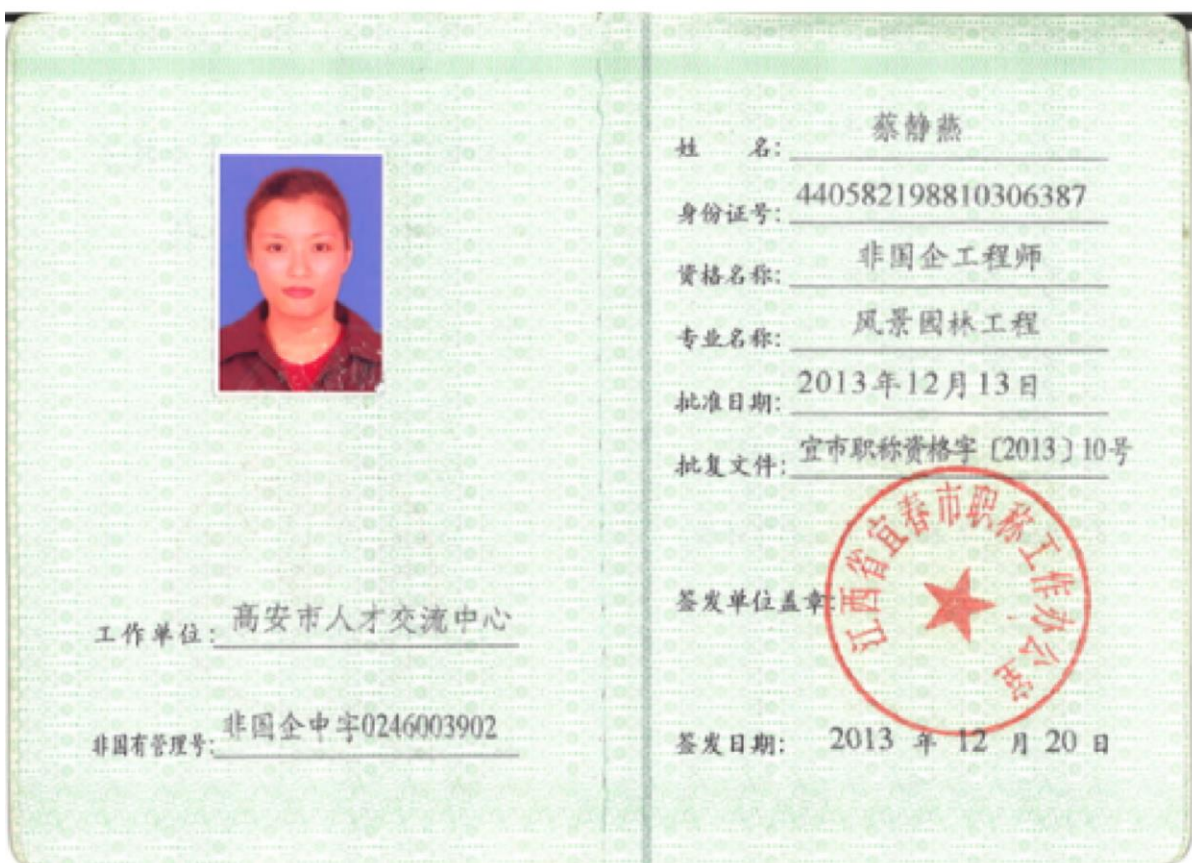 工作单位：高安市人才交流中心
非国有管理号：非国企中字0246003902
姓 名：蔡静燕
身份证号：440582198810306387
资格名称：非国企工程师
专业名称：风景园林工程
批准日期：2013年12月13日
批复文件：宜市职称资格字〔2013〕10号
签发单位盖章：
江西省宜春市职称工作办公室
签发日期： 2013 年 12 月 20 日